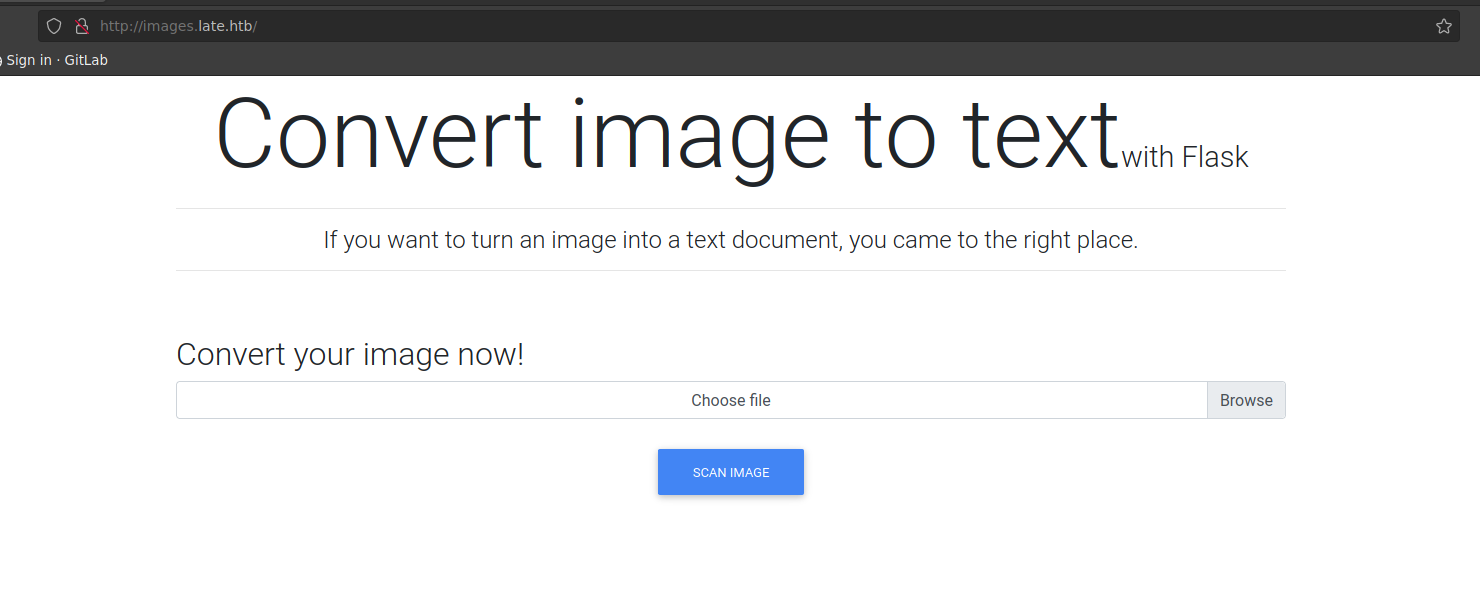 http://images.late.htb/
Sign in · GitLab
Convert image to text with Flask
If you want to turn an image into a text document, you came to the right place.
Convert your image now!
Choose file Browse
SCAN IMAGE